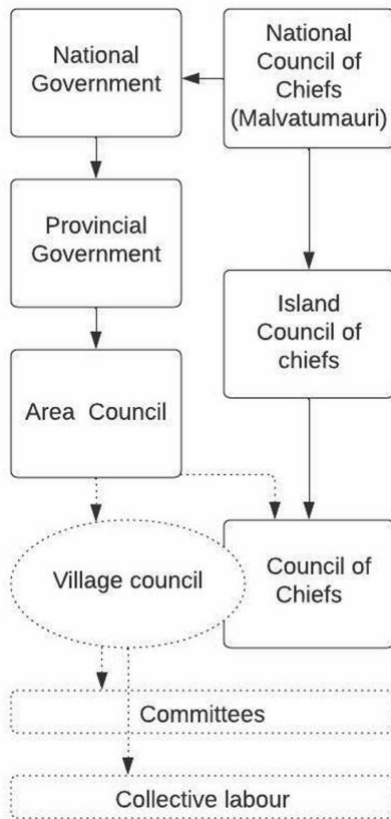 National
Government
National
Council of
Chiefs
(Malvatumauri)
Provincial
Government
Island
Council of
chiefs
Area Council
Village council
Council of
Chiefs
Committees
Collective labour